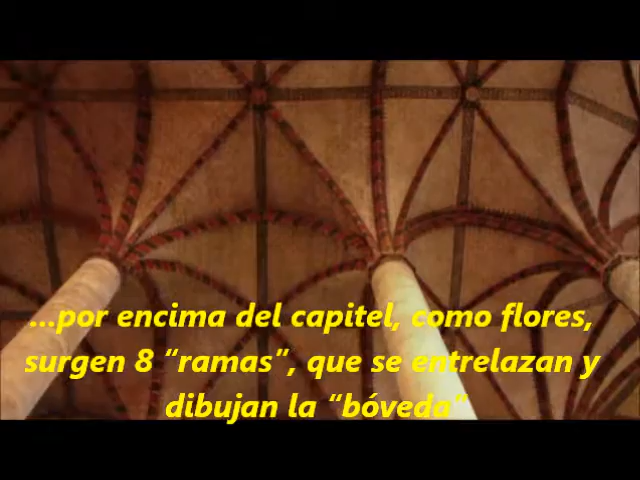 ...por encima del capitel, como flores,
surgen 8 “ramas”, que se entrelazan y
dibujan la “bóveda”